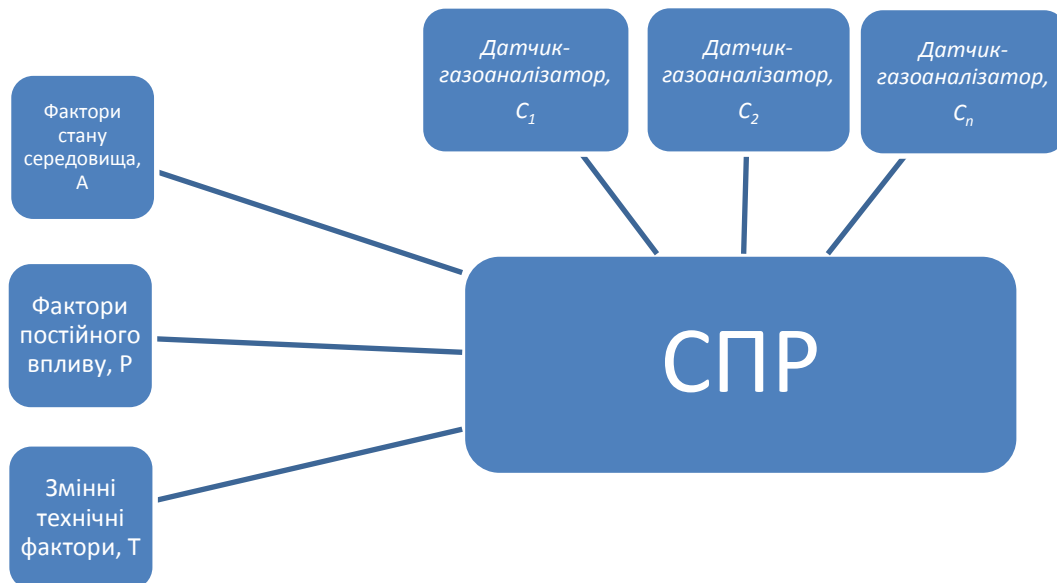 Датчик-
газоаналізатор,
C1
Датчик-
газоаналізатор,
C2
Датчик-
газоаналізатор,
Cn
Фактори
стану
середовища,
А
Фактори
постійного
впливу, Р
Змінні
технічні
фактори, Т
СПР